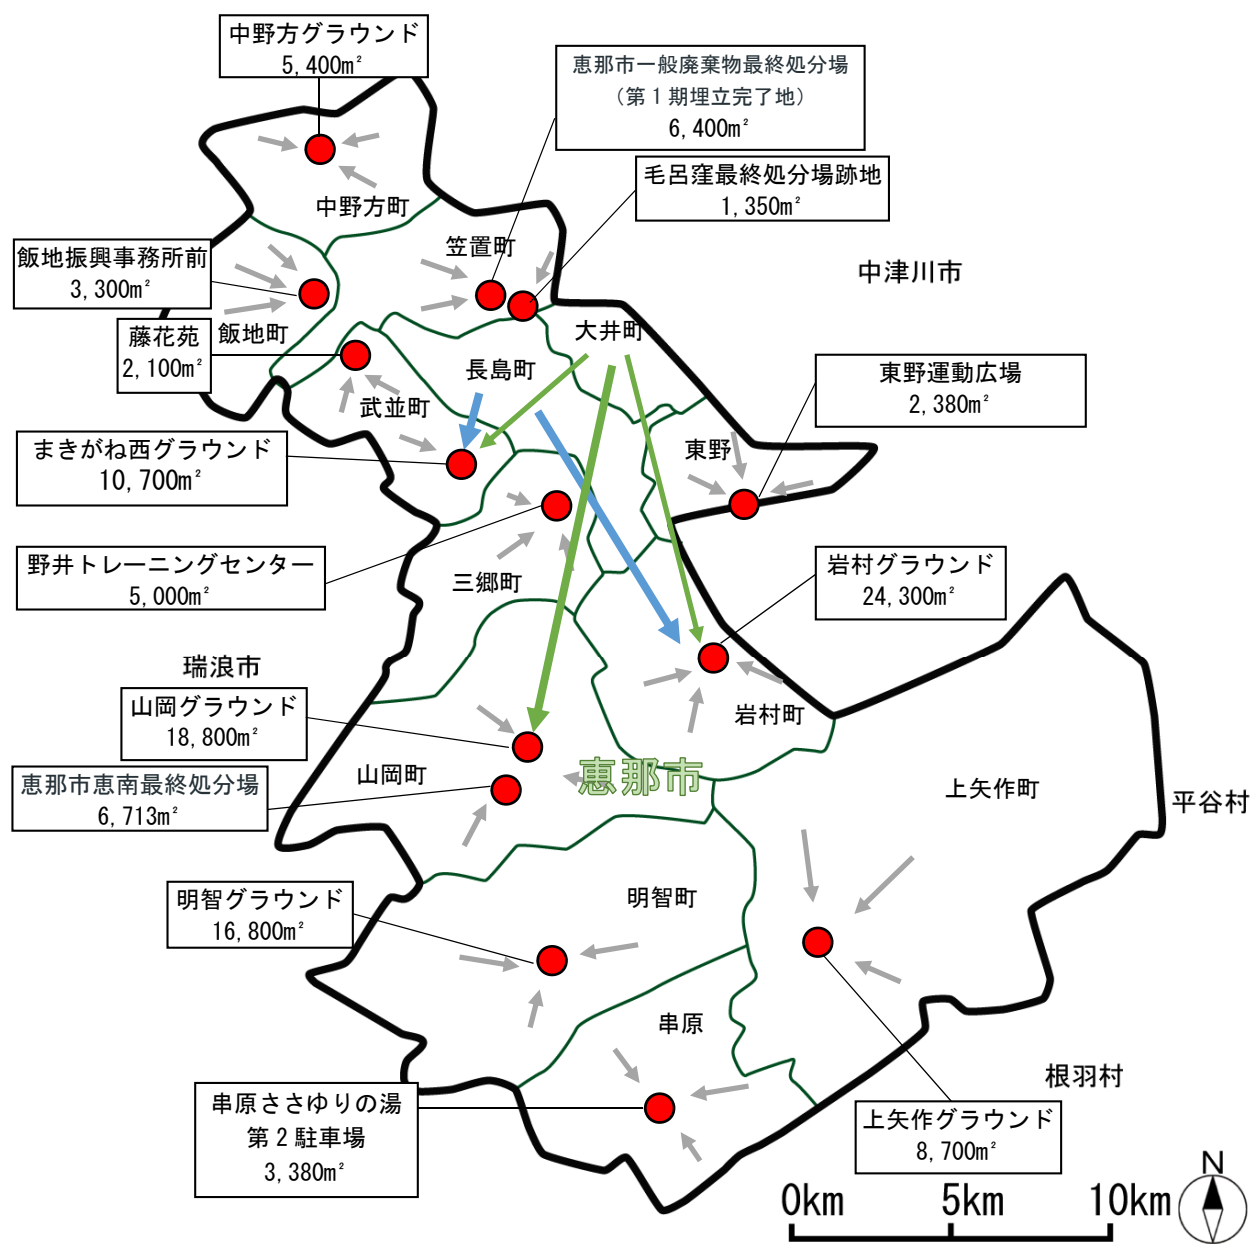 中野方グラウンド
5,400㎡
恵那市一般廃棄物最終処分場
（第1期埋立完了地）
6,400㎡
毛呂窪最終処分場跡地
1,350㎡
中野方町
笠置町
飯地振興事務所前
3,300㎡
中津川市
飯地町
大井町
藤花苑
2,100㎡
長島町
武並町
東野運動広場
2,380㎡
まきがね西グラウンド
10,700㎡
東野
野井トレーニングセンター
5,000㎡
三郷町
岩村グラウンド
24,300㎡
瑞浪市
山岡グラウンド
18,800㎡
岩村町
恵那市恵南最終処分場
6,713㎡
山岡町
恵那市
上矢作町
平谷村
明智グラウンド
16,800㎡
明智町
串原
根羽村
串原ささゆりの湯
第2駐車場
3,380㎡
上矢作グラウンド
8,700㎡
0km
5km
10km
N